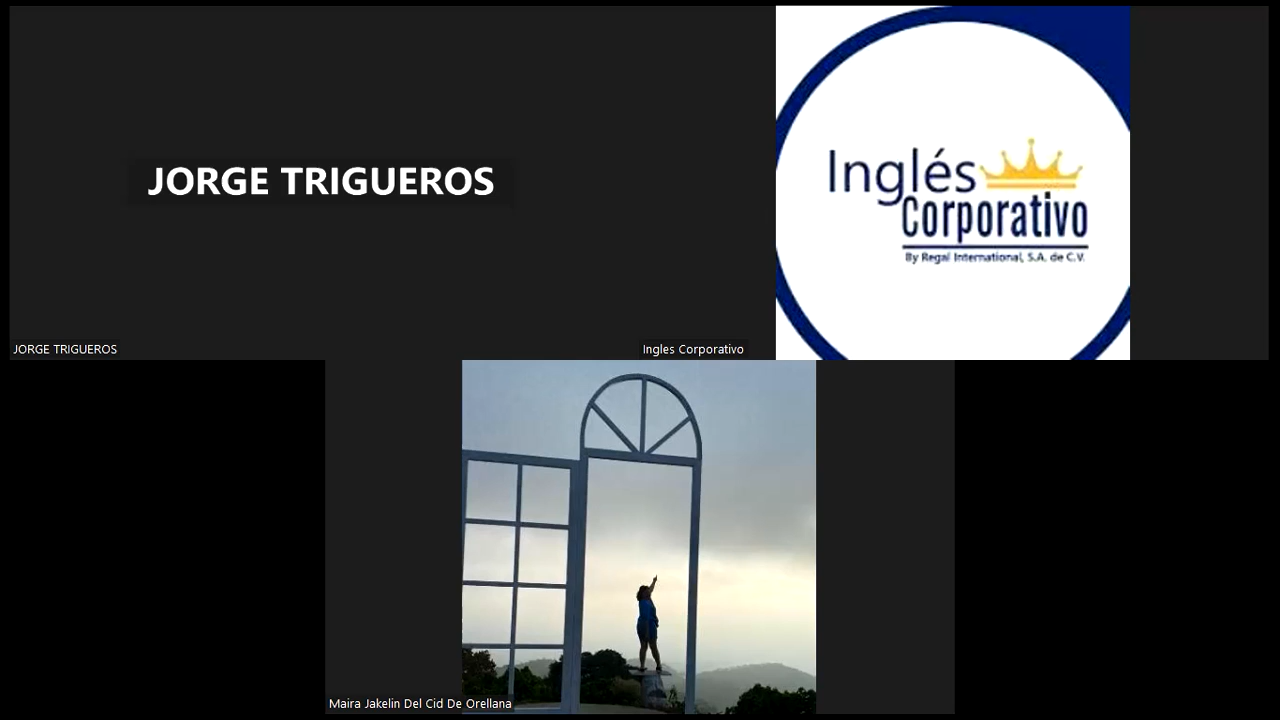 JORGE TRIGUEROS
JORGE TRIGUEROS
Inglés
Corporativo
By Regal International, S.A. de C.V.
Ingles Corporativo
Maira Jakelin Del Cid De Orellana